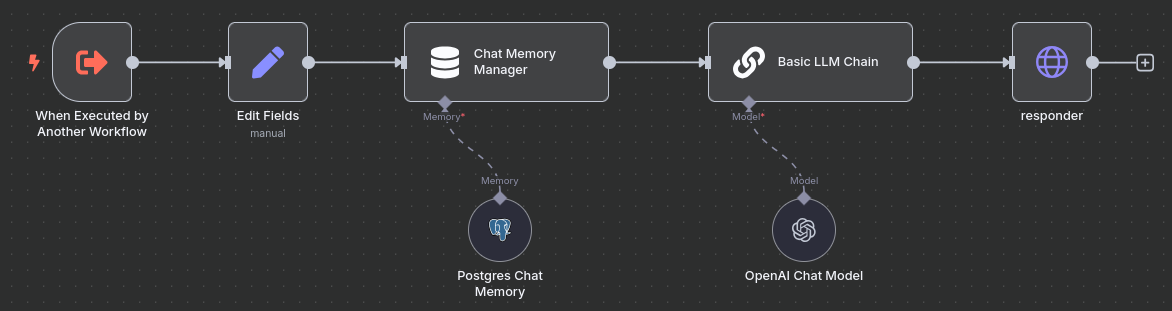 Chat Memory
Manager
Basic LLM Chain
When Executed by
Another Workflow
Edit Fields
manual
Memory*
Model*
responder
Memory
Model
Postgres Chat
Memory
OpenAI Chat Model